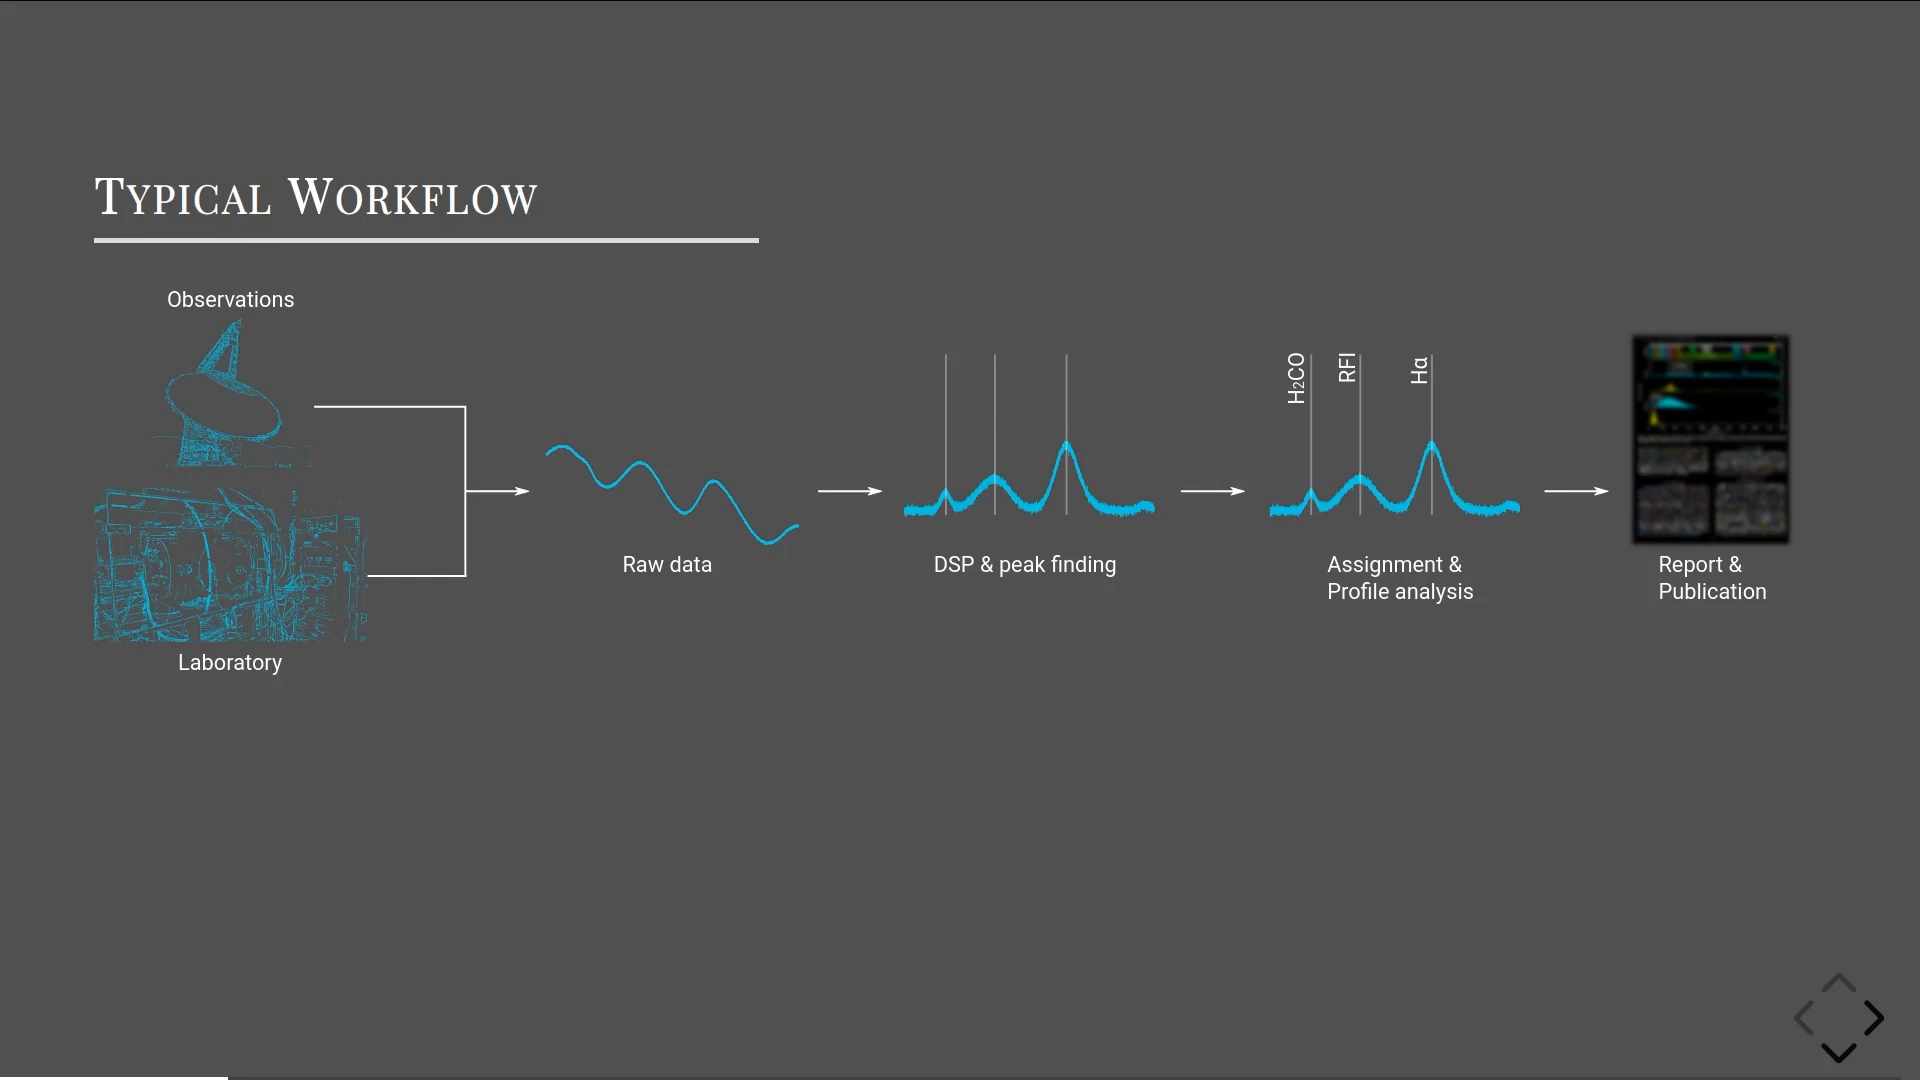 Typical Workflow
Observations
Laboratory
Raw data
DSP & peak finding
H₂CO
RFI
Hα
Assignment &
Profile analysis
Report &
Publication